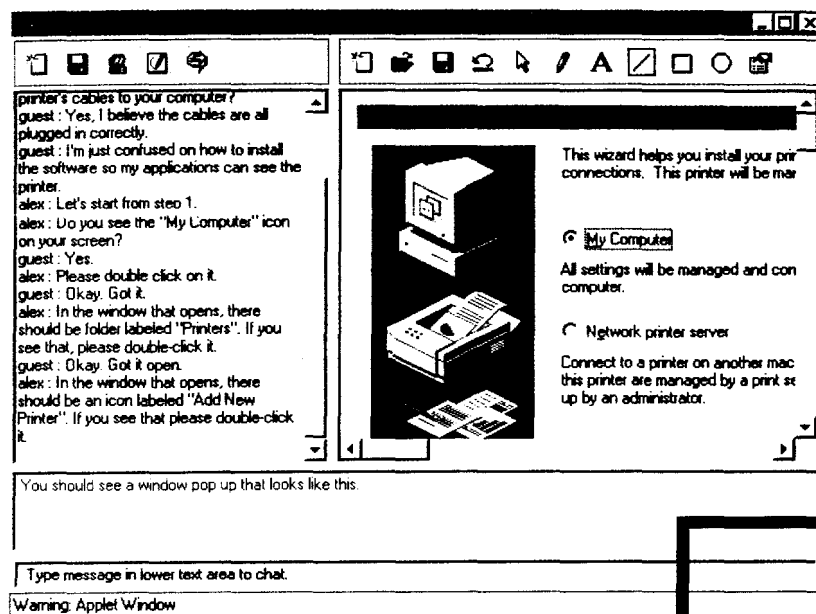 printer's cables to your computer?
guest : Yes, I believe the cables are all
plugged in correctly.
guest : I'm just confused on how to install
the software so my applications can see the
printer.
alex : Let's start from step 1.
alex : Do you see the "My Computer" icon
on your screen?
guest : Yes.
alex : Please double click on it.
guest : Okay. Got it.
alex : In the window that opens, there
should be folder labeled "Printers". If you
see that, please double-click it.
guest : Okay. Got it open.
alex : In the window that opens, there
should be an icon labeled "Add New
Printer". If you see that please double-click
it.
A
This wizard helps you install your prin
connections. This printer will be mar
My Computer
All settings will be managed and con
computer.
Network printer server
Connect to a printer on another mac
this printer are managed by a print se
up by an administrator.
You should see a window pop up that looks like this.
Type message in lower text area to chat.
Warning: Applet Window